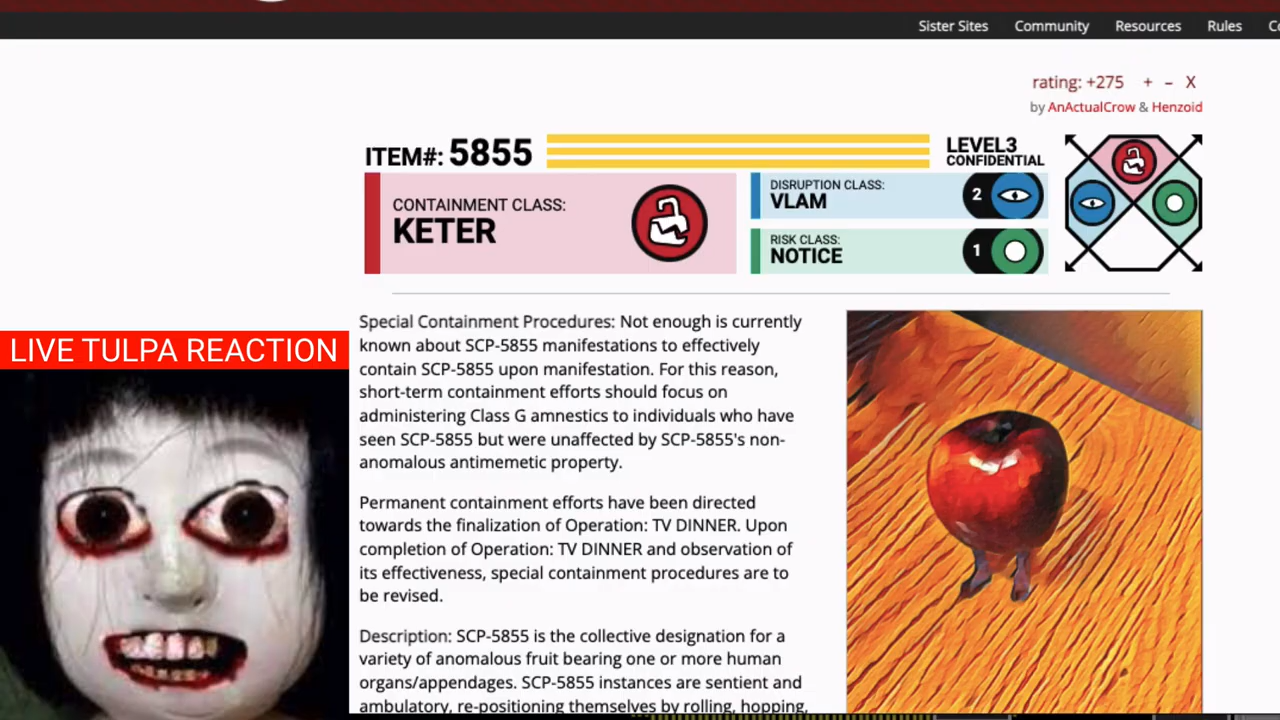 Sister Sites Community Resources Rules
rating: +275 + – X
by AnActualCrow & Henzoid
ITEM#: 5855
LEVEL3
CONFIDENTIAL
CONTAINMENT CLASS:
KETER
DISRUPTION CLASS:
VLAM
2
RISK CLASS:
NOTICE
1
LIVE TULPA REACTION
Special Containment Procedures: Not enough is currently
known about SCP-5855 manifestations to effectively
contain SCP-5855 upon manifestation. For this reason,
short-term containment efforts should focus on
administering Class G amnestics to individuals who have
seen SCP-5855 but were unaffected by SCP-5855's non-
anomalous antimemetic property.
Permanent containment efforts have been directed
towards the finalization of Operation: TV DINNER. Upon
completion of Operation: TV DINNER and observation of
its effectiveness, special containment procedures are to
be revised.
Description: SCP-5855 is the collective designation for a
variety of anomalous fruit bearing one or more human
organs/appendages. SCP-5855 instances are sentient and
ambulatory, re-positioning themselves by rolling, hopping,